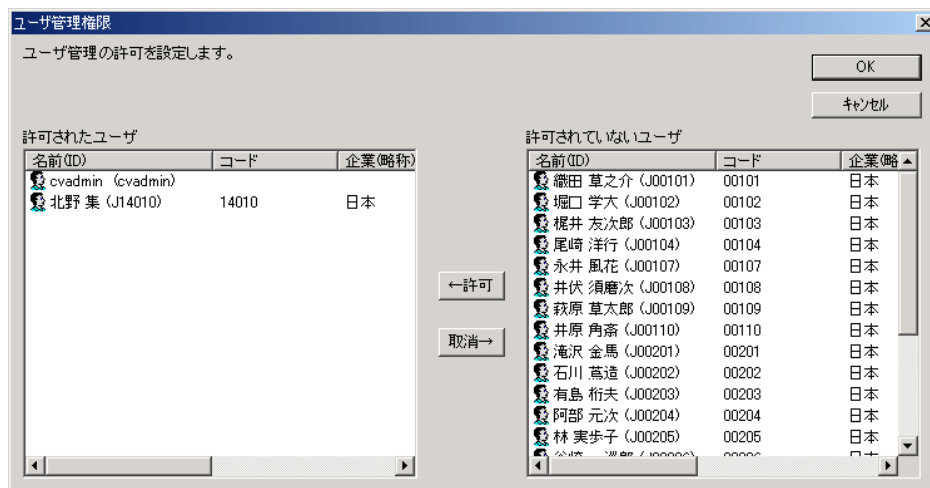 ユーザ管理権限
ユーザ管理の許可を設定します。
OK
キャンセル
許可されたユーザ
名前(ID) コード 企業(略称)
cvadmin (cvadmin)
北野 集 (J14010) 14010 日本
←許可
取消→
許可されていないユーザ
名前(ID) コード 企業(略
織田 草之介 (J00101) 00101 日本
堀口 学大 (J00102) 00102 日本
梶井 友次郎 (J00103) 00103 日本
尾崎 洋行 (J00104) 00104 日本
永井 風花 (J00107) 00107 日本
井伏 須磨次 (J00108) 00108 日本
萩原 草太郎 (J00109) 00109 日本
井原 角斎 (J00110) 00110 日本
滝沢 金馬 (J00201) 00201 日本
石川 蔦造 (J00202) 00202 日本
有島 桁夫 (J00203) 00203 日本
阿部 元次 (J00204) 00204 日本
林 実歩子 (J00205) 00205 日本